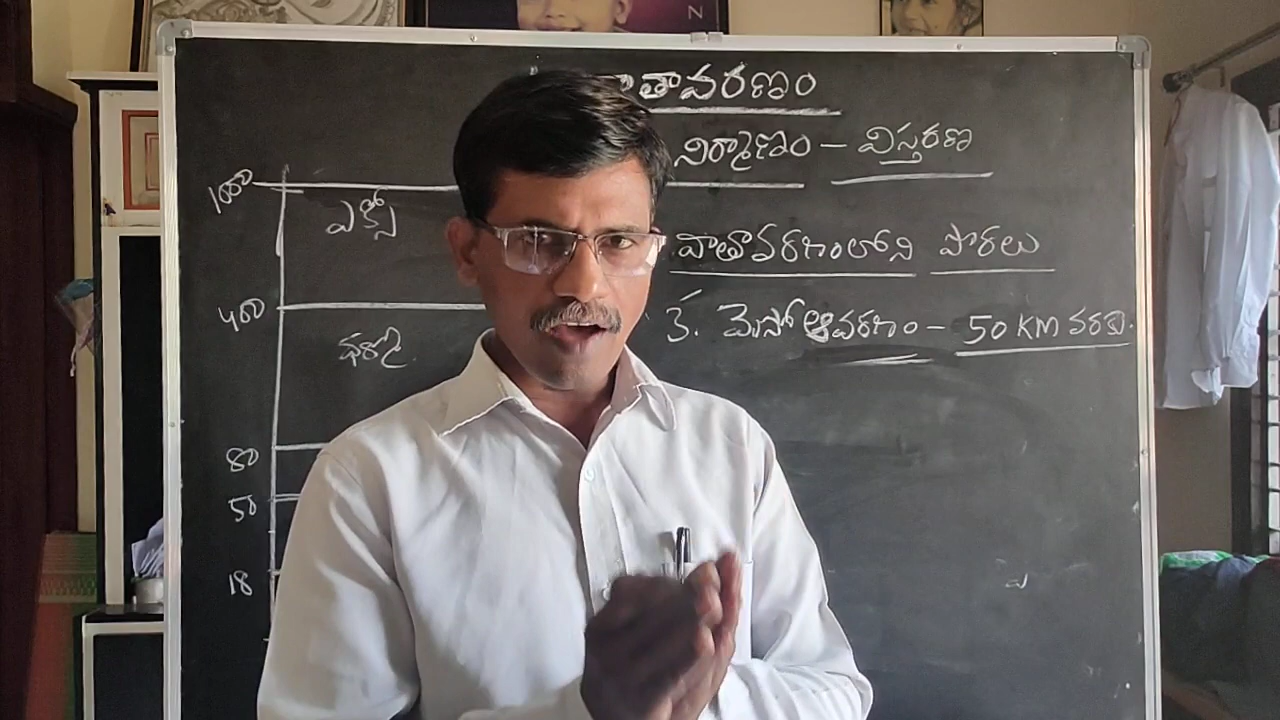 N
తావరణం
నిర్మాణం – విస్తరణ
వాతావరణంలోని పొరలు
3. మెసో ఆవరణం – 50 KM వరకు.
ఎక్సో
400
థర్మో
80
50
18